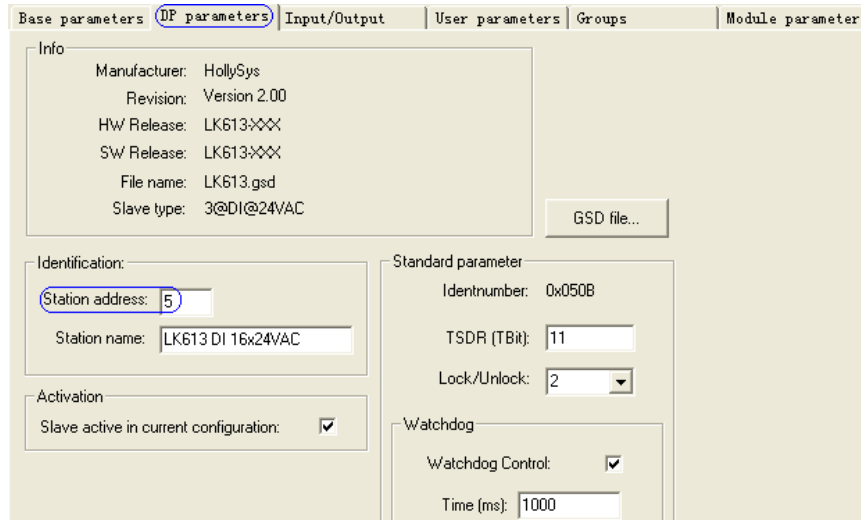 Base parameters DP parameters Input/Output User parameters Groups Module parameter
Info
Manufacturer: HollySys
Revision: Version 2.00
HW Release: LK613-XXX
SW Release: LK613-XXX
File name: LK613.gsd
Slave type: 3@DI@24VAC
GSD file...
Identification:
Station address: 5
Station name: LK613 DI 16x24VAC
Activation
Slave active in current configuration:
Standard parameter
Identnumber: 0x050B
TSDR (TBit): 11
Lock/Unlock: 2
Watchdog
Watchdog Control:
Time (ms): 1000